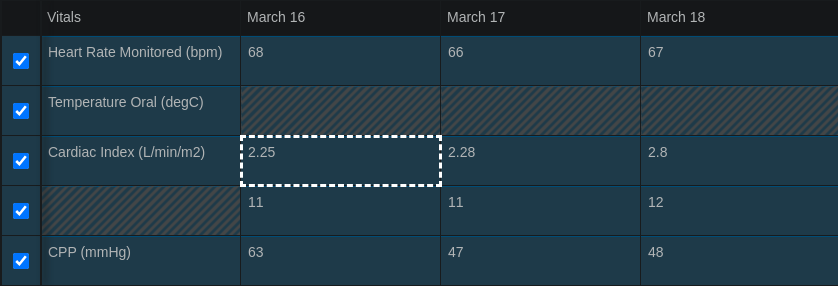 Vitals March 16 March 17 March 18
Heart Rate Monitored (bpm) 68 66 67
Temperature Oral (degC)
Cardiac Index (L/min/m2) 2.25 2.28 2.8
11 11 12
CPP (mmHg) 63 47 48